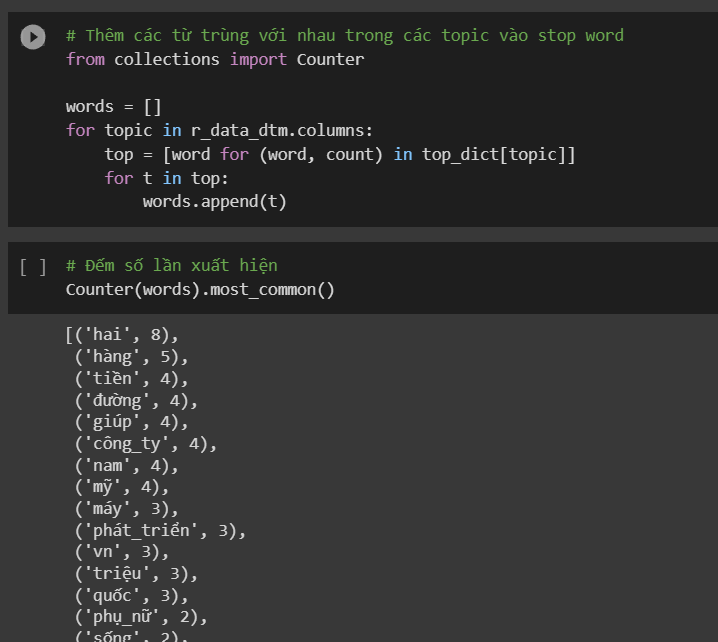 # Thêm các từ trùng với nhau trong các topic vào stop word
from collections import Counter
words = []
for topic in r_data_dtm.columns:
    top = [word for (word, count) in top_dict[topic]]
    for t in top:
        words.append(t)
[ ] # Đếm số lần xuất hiện
Counter(words).most_common()
[('hai', 8),
 ('hàng', 5),
 ('tiền', 4),
 ('đường', 4),
 ('giúp', 4),
 ('công_ty', 4),
 ('nam', 4),
 ('mỹ', 4),
 ('máy', 3),
 ('phát_triển', 3),
 ('vn', 3),
 ('triệu', 3),
 ('quốc', 3),
 ('phụ_nữ', 2),
 ('sống', 2),